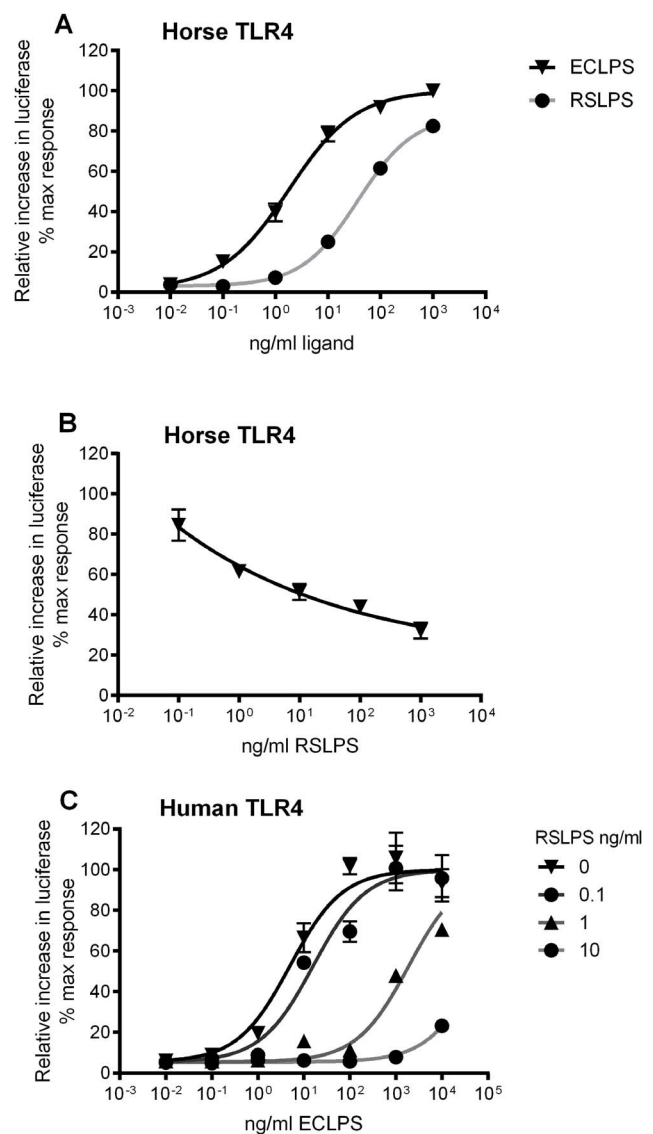 A
Horse TLR4
Relative increase in luciferase
% max response
120
100
80
60
40
20
0
10-3 10-2 10-1 100 101 102 103 104
ng/ml ligand
ECLPS
RSLPS
B
Horse TLR4
Relative increase in luciferase
% max response
120
100
80
60
40
20
0
10-2 10-1 100 101 102 103 104
ng/ml RSLPS
C
Human TLR4
Relative increase in luciferase
% max response
120
100
80
60
40
20
0
10-3 10-2 10-1 100 101 102 103 104 105
ng/ml ECLPS
RSLPS ng/ml
0
0.1
1
10